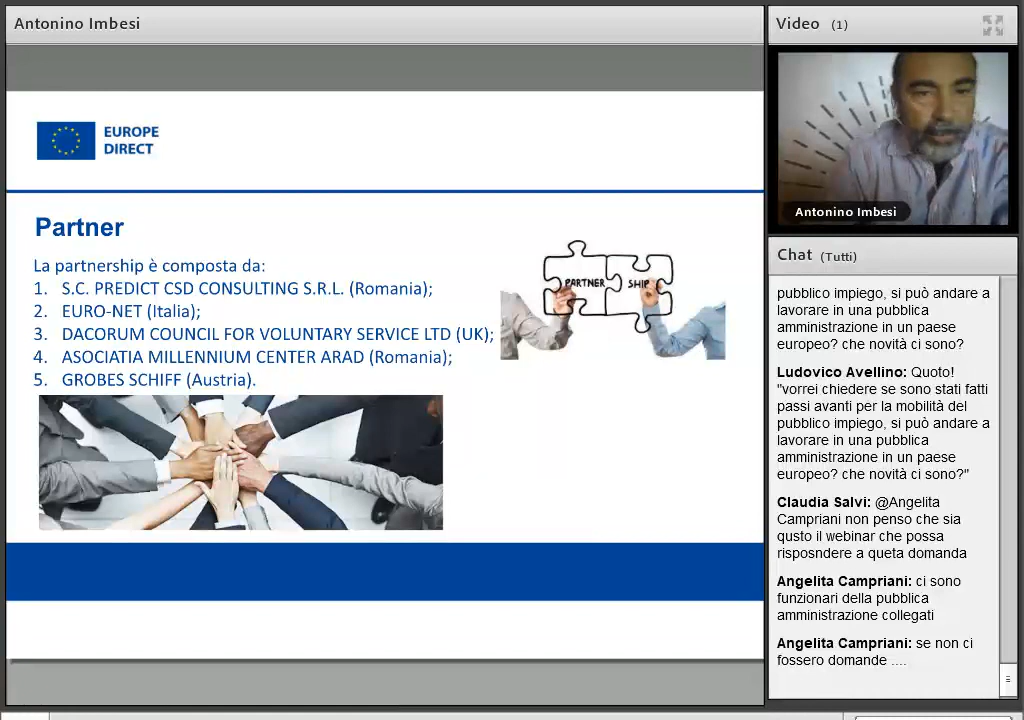 Antonino Imbesi
EUROPE
DIRECT
Partner
La partnership è composta da:
1. S.C. PREDICT CSD CONSULTING S.R.L. (Romania);
2. EURO-NET (Italia);
3. DACORUM COUNCIL FOR VOLUNTARY SERVICE LTD (UK);
4. ASOCIATIA MILLENNIUM CENTER ARAD (Romania);
5. GROBES SCHIFF (Austria).
PARTNER SHIP
Video (1)
Antonino Imbesi
Chat (Tutti)
pubblico impiego, si può andare a
lavorare in una pubblica
amministrazione in un paese
europeo? che novità ci sono?
Ludovico Avellino: Quoto!
"vorrei chiedere se sono stati fatti
passi avanti per la mobilità del
pubblico impiego, si può andare a
lavorare in una pubblica
amministrazione in un paese
europeo? che novità ci sono?"
Claudia Salvi: @Angelita
Campriani non penso che sia
qusto il webinar che possa
risposndere a queta domanda
Angelita Campriani: ci sono
funzionari della pubblica
amministrazione collegati
Angelita Campriani: se non ci
fossero domande ....